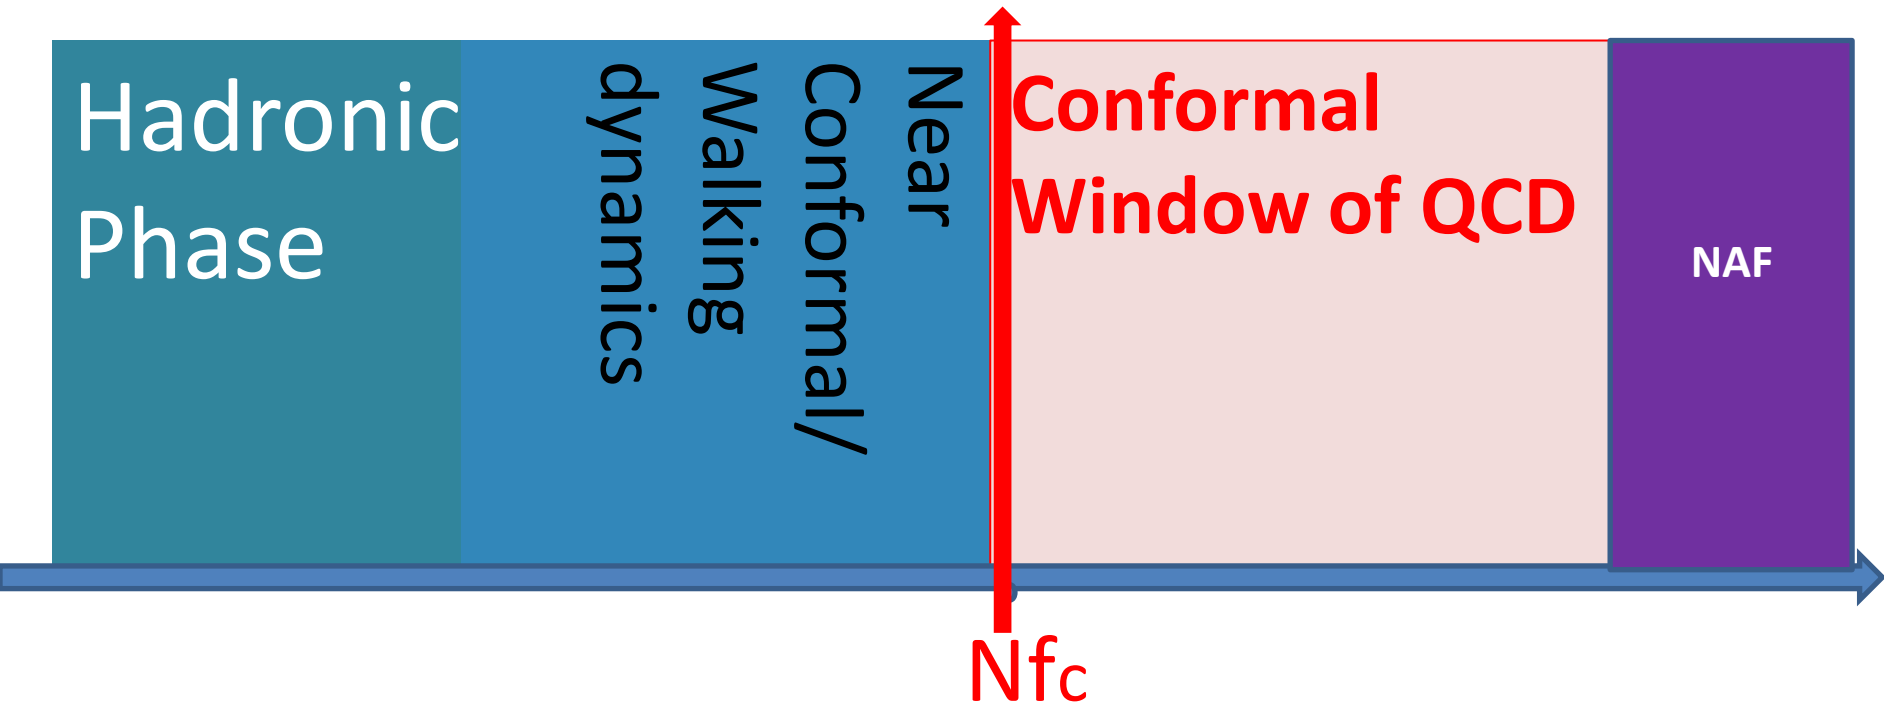 Hadronic
Phase
Near
Conformal/
Walking
dynamics
Conformal
Window of QCD
NAF
Nfc